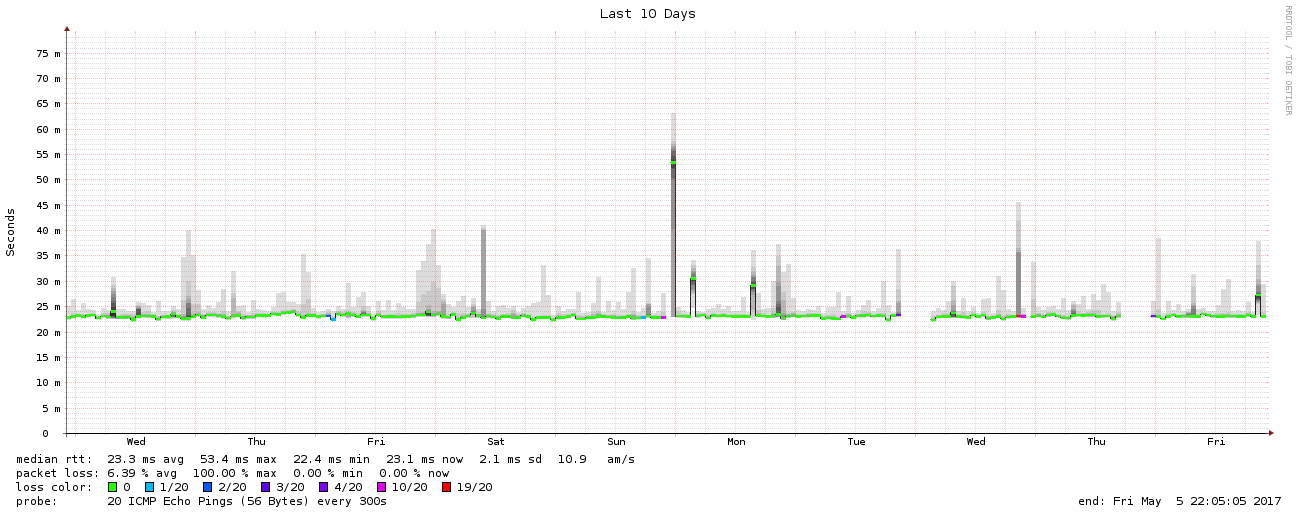 Last 10 Days
RRDTOOL / TOBI OETIKER
Seconds
75 m
70 m
65 m
60 m
55 m
50 m
45 m
40 m
35 m
30 m
25 m
20 m
15 m
10 m
5 m
0
Wed Thu Fri Sat Sun Mon Tue Wed Thu Fri
median rtt: 23.3 ms avg 53.4 ms max 22.4 ms min 23.1 ms now 2.1 ms sd 10.9 am/s
packet loss: 6.39 % avg 100.00 % max 0.00 % min 0.00 % now
loss color: 0 1/20 2/20 3/20 4/20 10/20 19/20
probe: 20 ICMP Echo Pings (56 Bytes) every 300s end: Fri May 5 22:05:05 2017